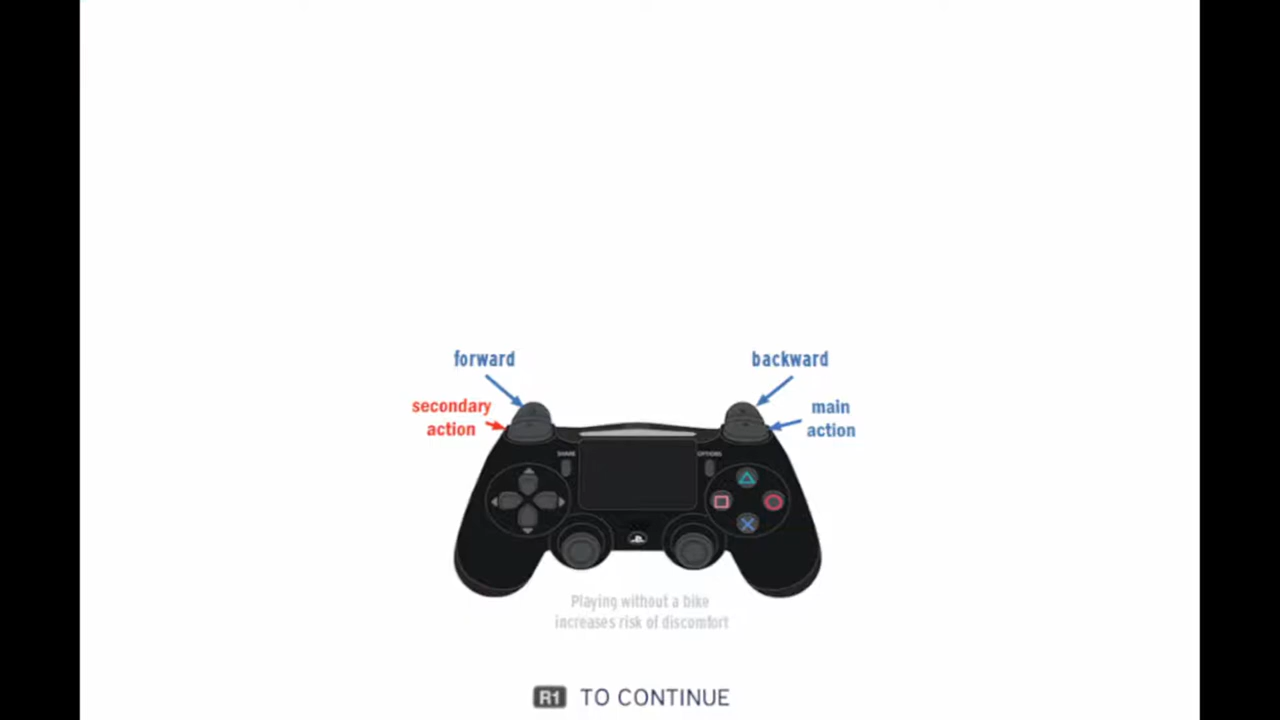 forward
backward
secondary
action
main
action
SHARE
OPTIONS
Playing without a bike
increases risk of discomfort
R1 TO CONTINUE